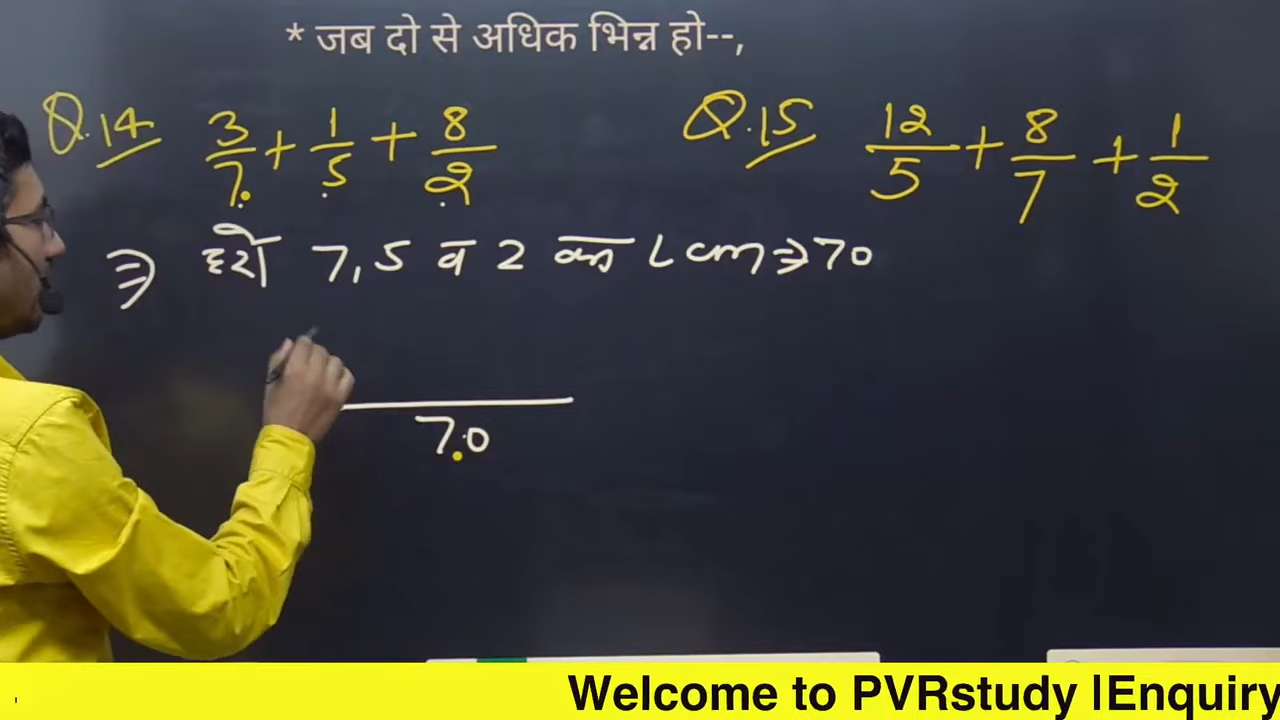 * जब दो से अधिक भिन्न हो--,
Q.14 3/7 + 1/5 + 8/2
Q.15 12/5 + 8/7 + 1/2
⇒ हरो 7,5 व 2 का Lcm ⇒ 70
70
Welcome to PVRstudy |Enquiry